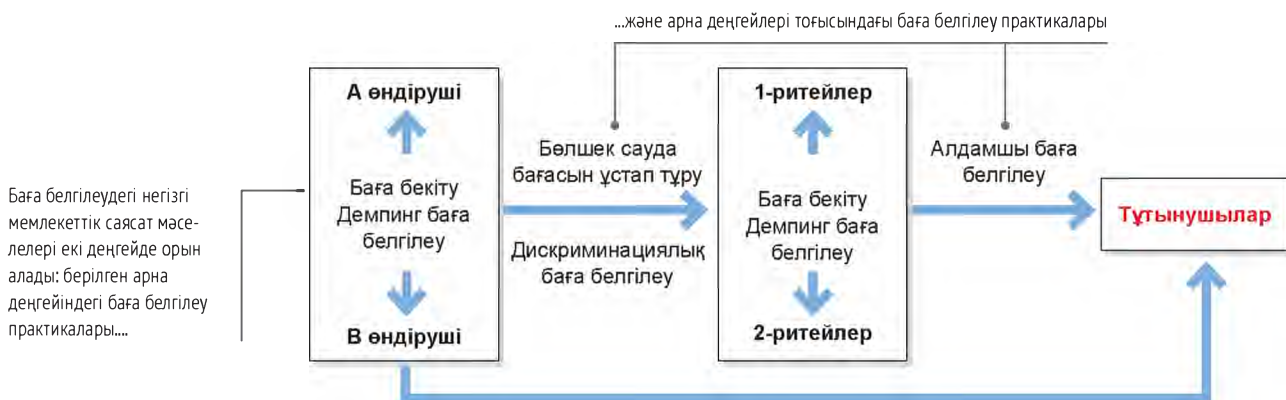 ...және арна деңгейлері тоғысындағы баға белгілеу практикалары
Баға белгілеудегі негізгі
мемлекеттік саясат мәсе-
лелері екі деңгейде орын
алады: берілген арна
деңгейіндегі баға белгілеу
практикалары....
А өндіруші
Баға бекіту
Демпинг баға
белгілеу
В өндіруші
Бөлшек сауда
бағасын ұстап тұру
Дискриминациялық
баға белгілеу
1-ритейлер
Баға бекіту
Демпинг баға
белгілеу
2-ритейлер
Алдамшы баға
белгілеу
Тұтынушылар